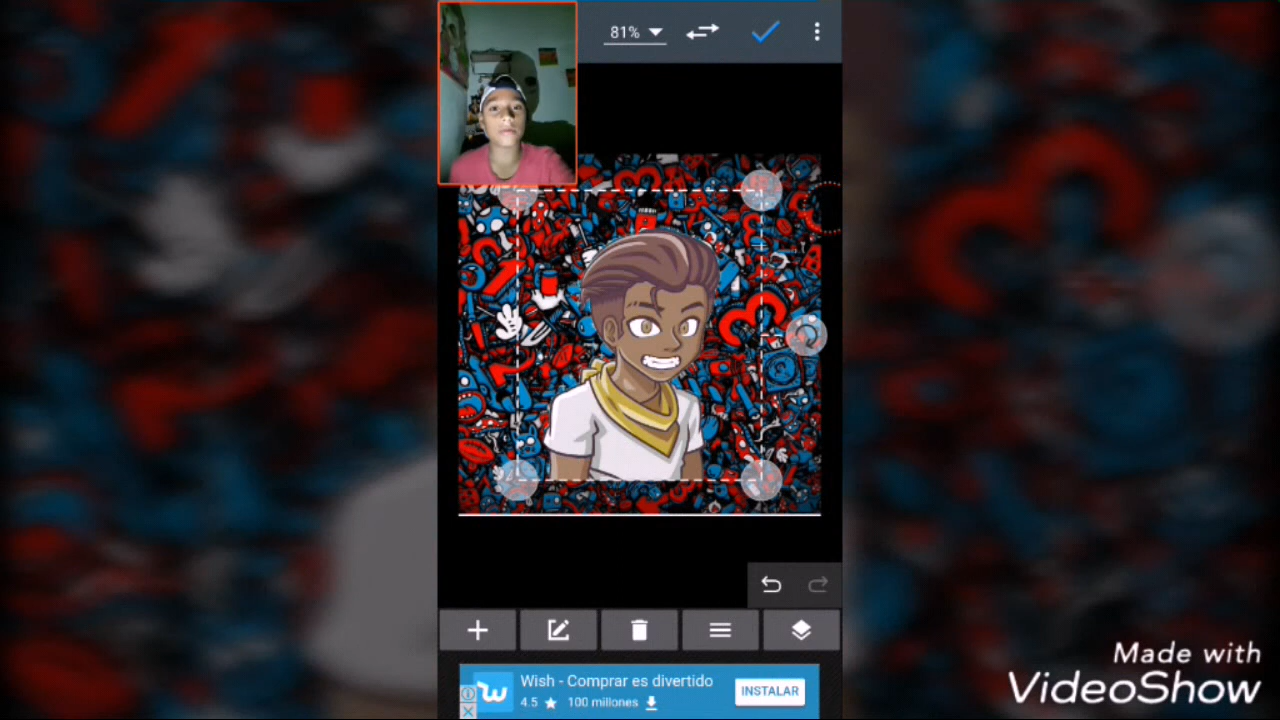 81%
Wish - Comprar es divertido
4.5 ★ 100 millones
INSTALAR
Made with
VideoShow